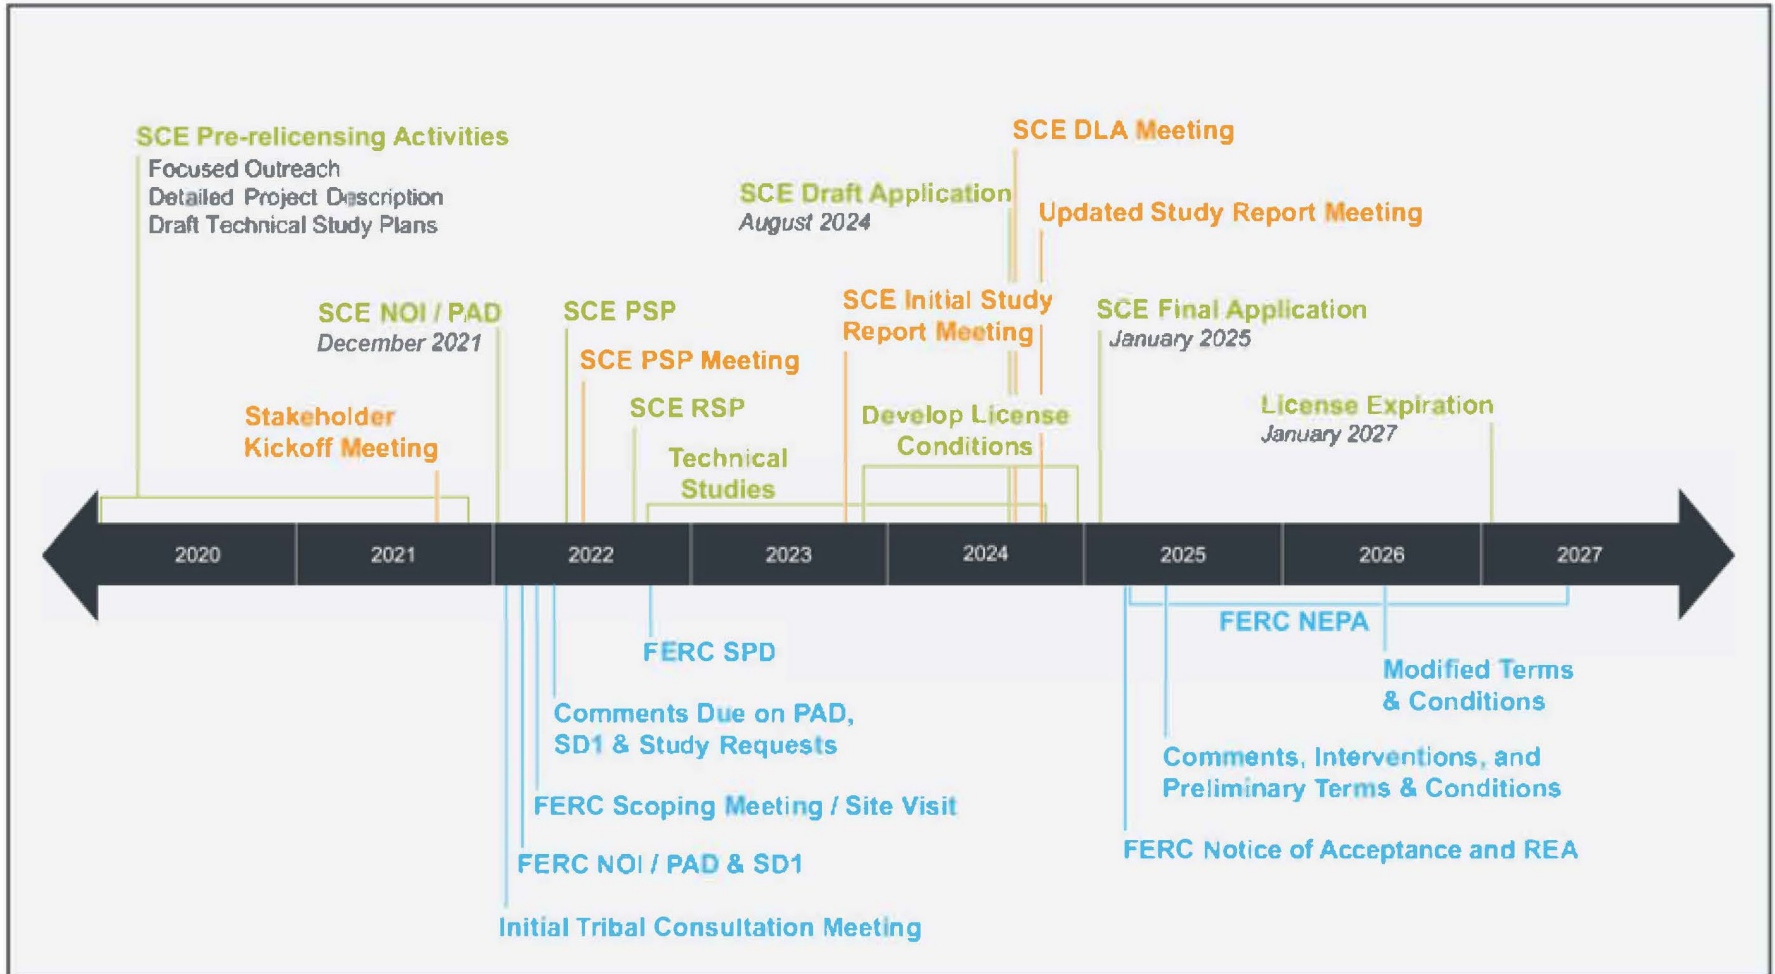 SCE Pre-relicensing Activities
Focused Outreach
Detailed Project Description
Draft Technical Study Plans
SCE DLA Meeting
SCE Draft Application
August 2024
Updated Study Report Meeting
SCE NOI / PAD
December 2021
SCE PSP
SCE Initial Study
Report Meeting
SCE Final Application
January 2025
SCE PSP Meeting
Stakeholder
Kickoff Meeting
SCE RSP
Develop License
Conditions
License Expiration
January 2027
Technical
Studies
2020
2021
2022
2023
2024
2025
2026
2027
FERC NEPA
FERC SPD
Modified Terms
& Conditions
Comments Due on PAD,
SD1 & Study Requests
Comments, Interventions, and
Preliminary Terms & Conditions
FERC Scoping Meeting / Site Visit
FERC NOI / PAD & SD1
FERC Notice of Acceptance and REA
Initial Tribal Consultation Meeting